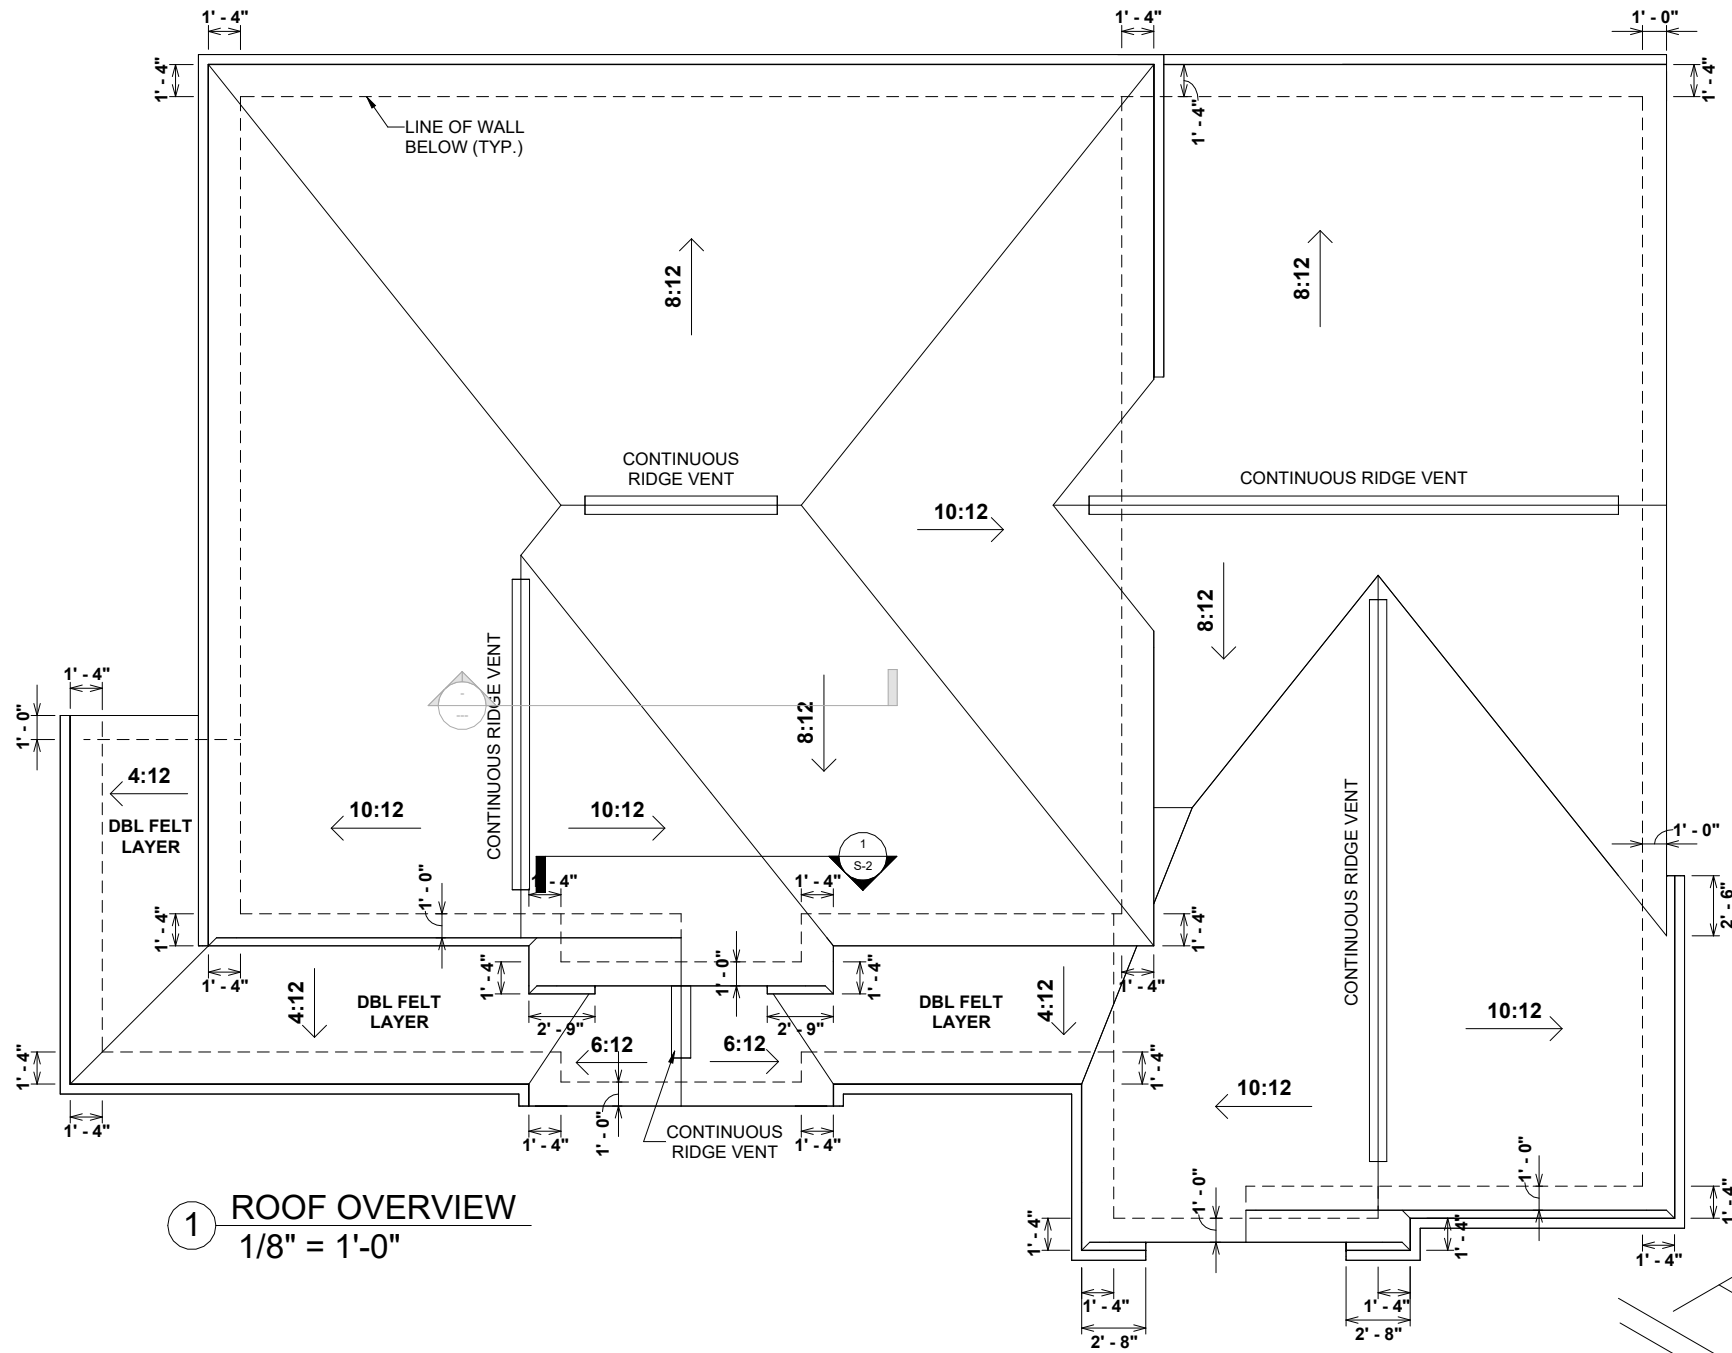 1' - 4"
1' - 4"
1' - 0"
1' - 4"
1' - 4"
1' - 4"
LINE OF WALL
BELOW (TYP.)
8:12
8:12
CONTINUOUS
RIDGE VENT
CONTINUOUS RIDGE VENT
10:12
8:12
CONTINUOUS RIDGE VENT
1' - 4"
1' - 0"
8:12
4:12
DBL FELT
LAYER
10:12
10:12
CONTINUOUS RIDGE VENT
1
S-2
1' - 0"
1' - 0"
1' - 4"
1' - 4"
2' - 6"
1' - 4"
1' - 4"
1' - 4"
1' - 4"
1' - 0"
1' - 4"
1' - 4"
4:12
DBL FELT
LAYER
2' - 9"
2' - 9"
DBL FELT
LAYER
4:12
10:12
6:12
6:12
1' - 4"
1' - 4"
10:12
1' - 4"
1' - 4"
1' - 0"
1' - 4"
CONTINUOUS
RIDGE VENT
1' - 0"
1' - 0"
1' - 4"
1' - 4"
1' - 4"
1' - 4"
1' - 4"
1' - 4"
2' - 8"
2' - 8"
1
ROOF OVERVIEW
1/8" = 1'-0"